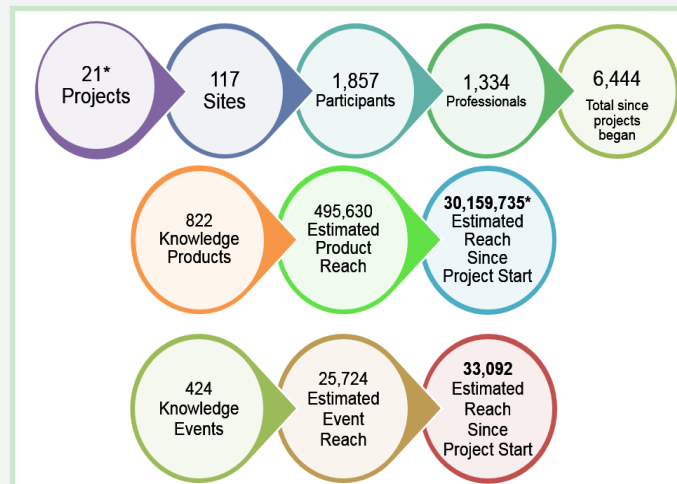 21*
Projects
117
Sites
1,857
Participants
1,334
Professionals
6,444
Total since
projects
began
822
Knowledge
Products
495,630
Estimated
Product
Reach
30,159,735*
Estimated
Reach
Since
Project Start
424
Knowledge
Events
25,724
Estimated
Event
Reach
33,092
Estimated
Reach
Since
Project Start